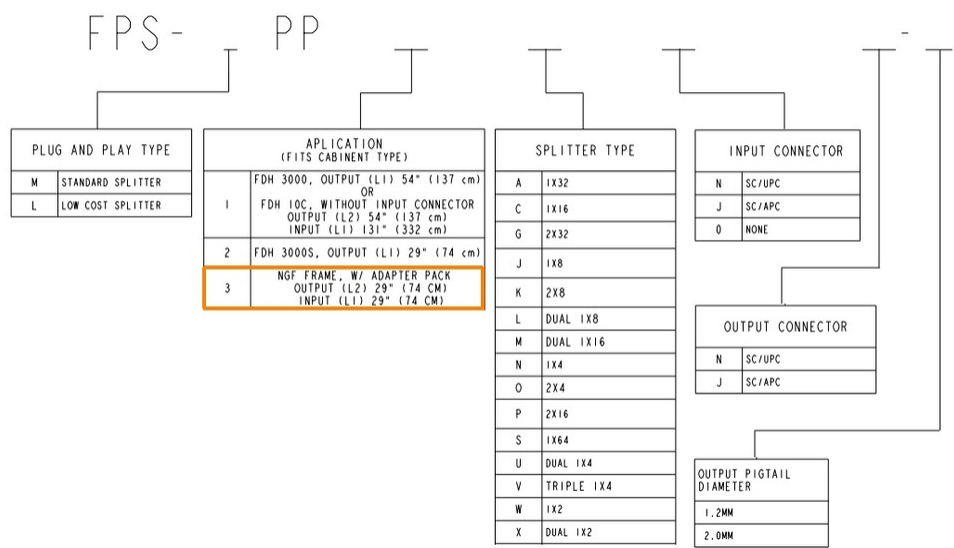 FPS- _ PP _ _ _ _ - _
PLUG AND PLAY TYPE
M STANDARD SPLITTER
L LOW COST SPLITTER
APLICATION
(FITS CABINENT TYPE)
1 FDH 3000, OUTPUT (L1) 54" (137 cm)
OR
FDH 10C, WITHOUT INPUT CONNECTOR
OUTPUT (L2) 54" (137 cm)
INPUT (L1) 131" (332 cm)
2 FDH 3000S, OUTPUT (L1) 29" (74 cm)
3 NGF FRAME, W/ ADAPTER PACK
OUTPUT (L2) 29" (74 CM)
INPUT (L1) 29" (74 CM)
SPLITTER TYPE
A 1X32
C 1X16
G 2X32
J 1X8
K 2X8
L DUAL 1X8
M DUAL 1X16
N 1X4
O 2X4
P 2X16
S 1X64
U DUAL 1X4
V TRIPLE 1X4
W 1X2
X DUAL 1X2
INPUT CONNECTOR
N SC/UPC
J SC/APC
0 NONE
OUTPUT CONNECTOR
N SC/UPC
J SC/APC
OUTPUT PIGTAIL
DIAMETER
1.2MM
2.0MM